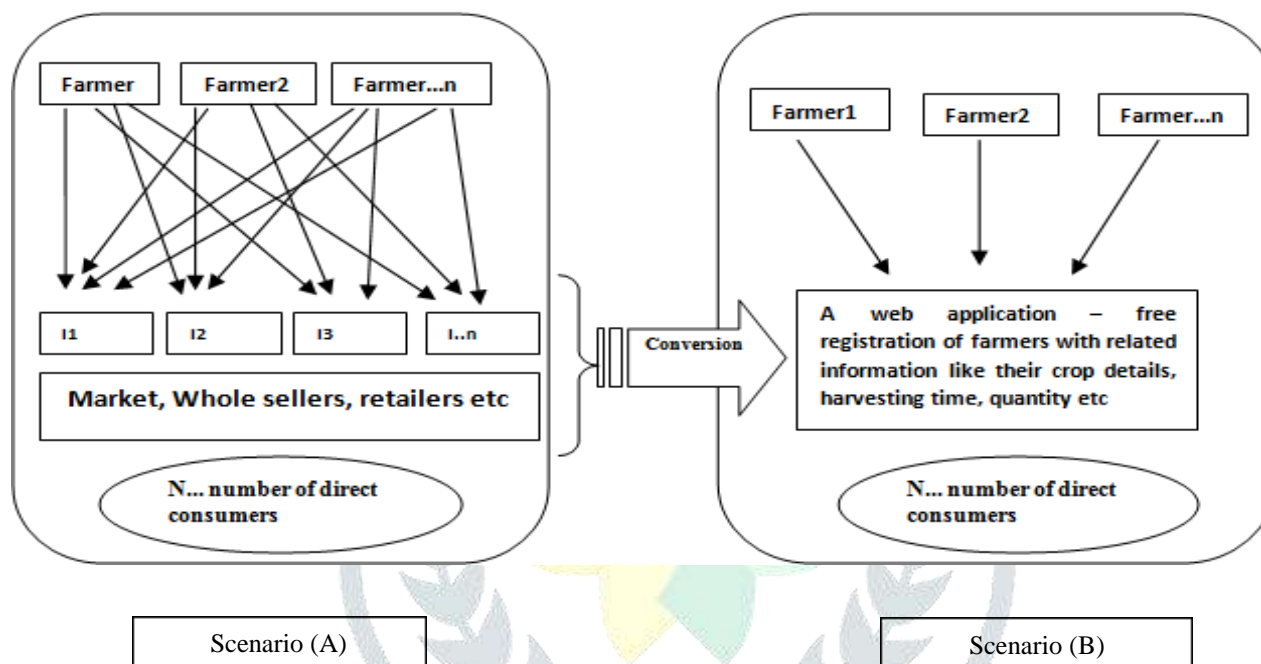 Farmer
Farmer2
Farmer...n
I1
I2
I3
I..n
Market, Whole sellers, retailers etc
N... number of direct
consumers
Conversion
Farmer1
Farmer2
Farmer...n
A web application – free
registration of farmers with related
information like their crop details,
harvesting time, quantity etc
N... number of direct
consumers
Scenario (A)
Scenario (B)